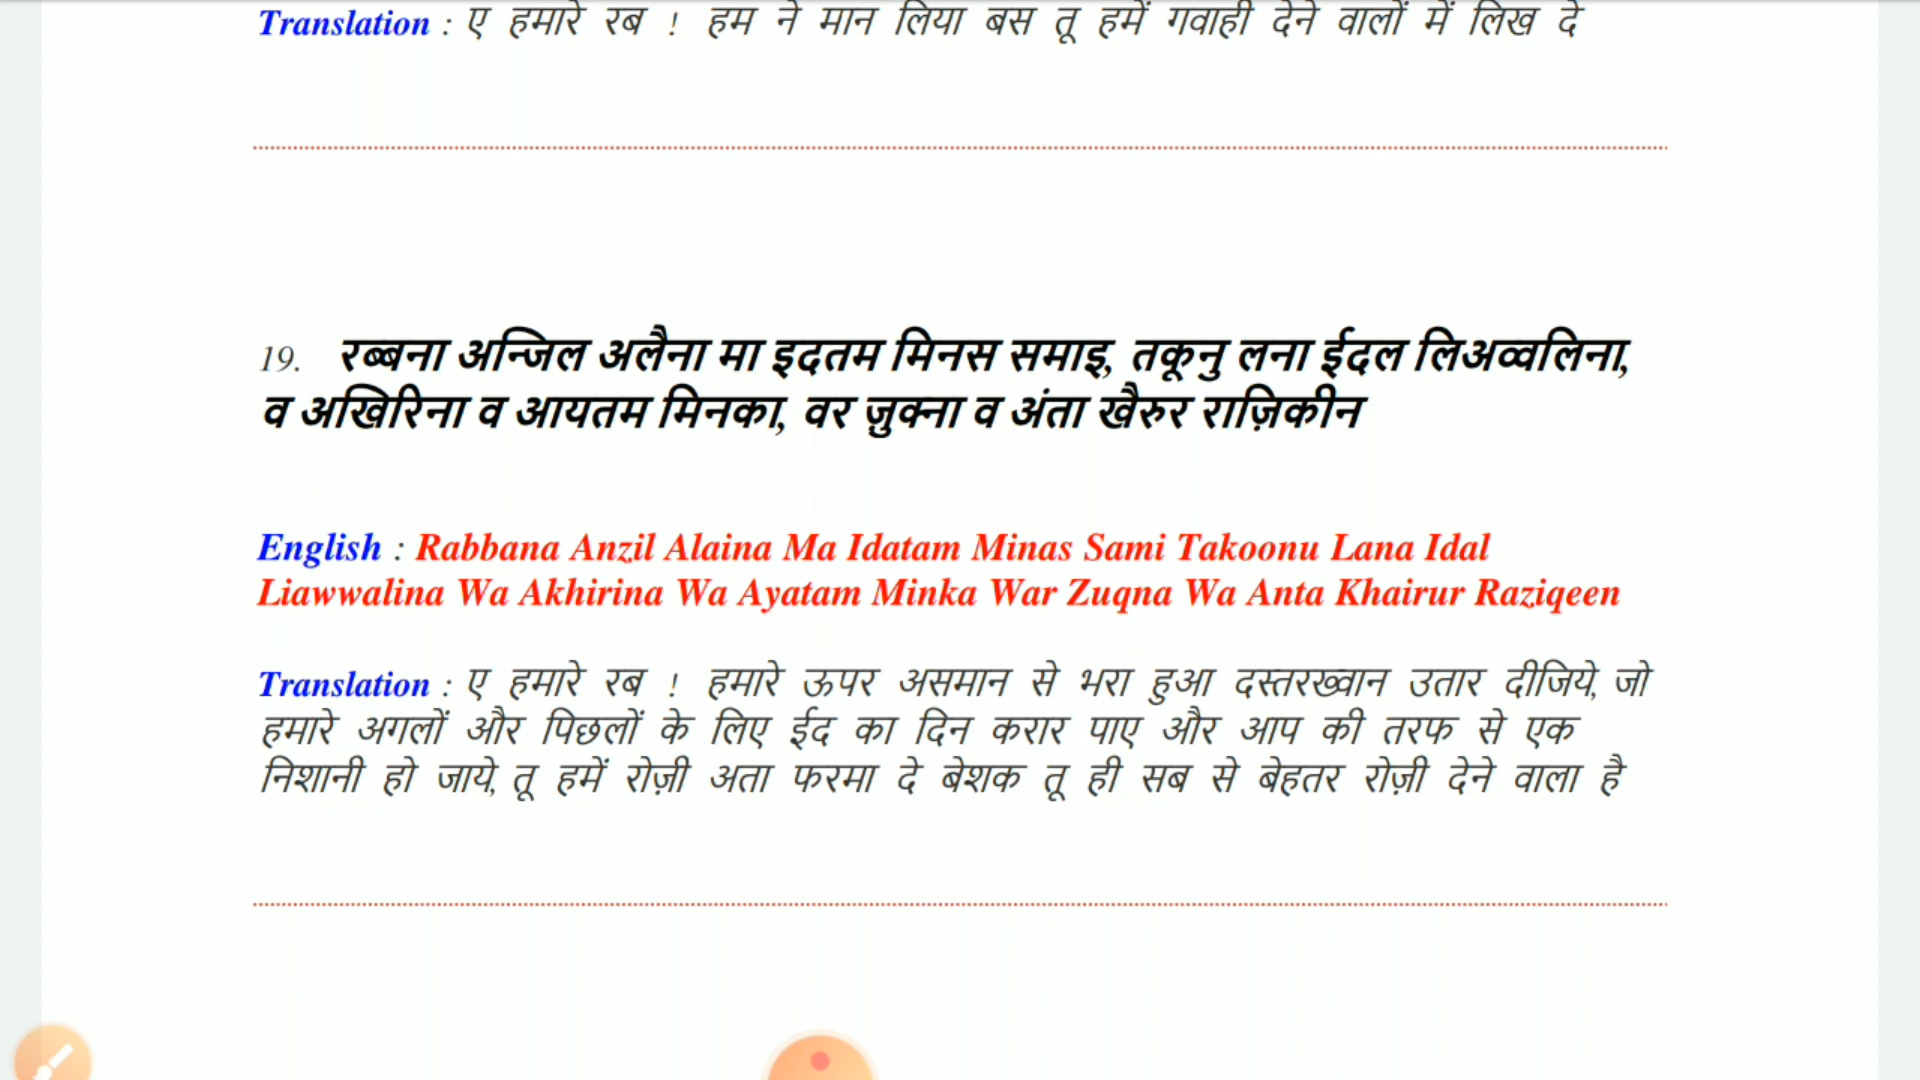 Translation : ए हमारे रब ! हम ने मान लिया बस तू हमें गवाही देने वालों में लिख दे
19. रब्बना अन्जिल अलैना मा इदतम मिनस समाइ, तकूनु लना ईदल लिअव्वलिना,
व अखिरिना व आयतम मिनका, वर ज़ुक्ना व अंता खैरुर राज़िकीन
English : Rabbana Anzil Alaina Ma Idatam Minas Sami Takoonu Lana Idal
Liawwalina Wa Akhirina Wa Ayatam Minka War Zuqna Wa Anta Khairur Raziqeen
Translation : ए हमारे रब ! हमारे ऊपर असमान से भरा हुआ दस्तरख्वान उतार दीजिये, जो
हमारे अगलों और पिछलों के लिए ईद का दिन करार पाए और आप की तरफ से एक
निशानी हो जाये, तू हमें रोज़ी अता फरमा दे बेशक तू ही सब से बेहतर रोज़ी देने वाला है